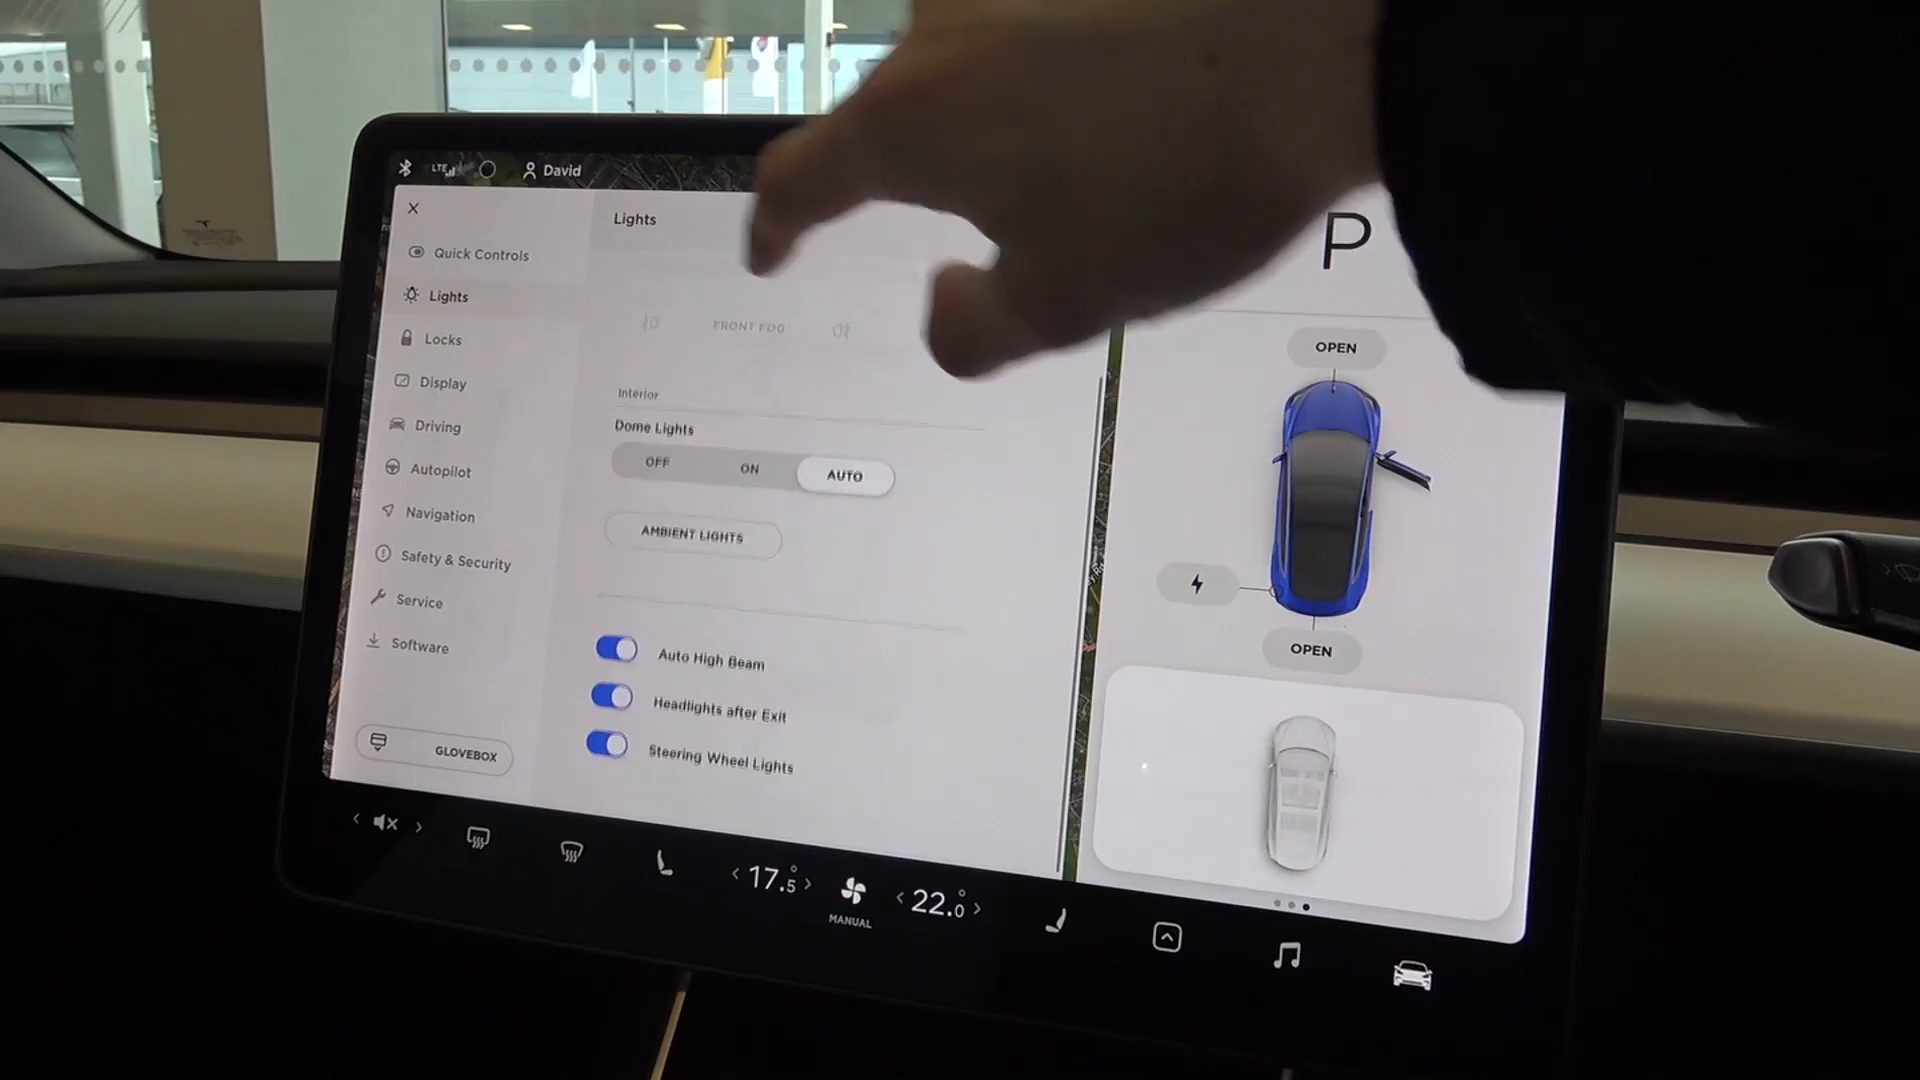 LTE
David
Quick Controls
Lights
Locks
Display
Driving
Autopilot
Navigation
Safety & Security
Service
Software
GLOVEBOX
Lights
FRONT FOG
Interior
Dome Lights
OFF ON AUTO
AMBIENT LIGHTS
Auto High Beam
Headlights after Exit
Steering Wheel Lights
P
OPEN
OPEN
17.5°
MANUAL
22.0°